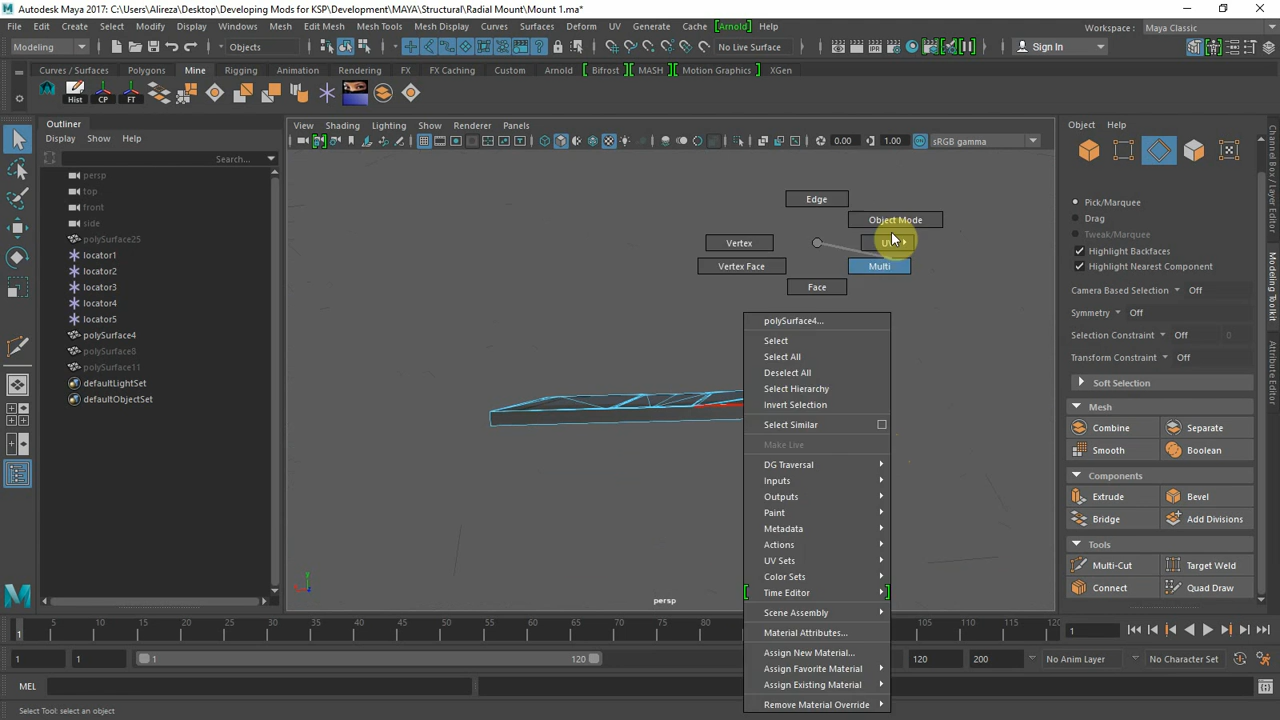 Autodesk Maya 2017: C:\Users\Alireza\Desktop\Developing Mods for KSP\Development\MAYA\Structural\Radial Mount\Mount 1.ma*
File Edit Create Select Modify Display Windows Mesh Edit Mesh Mesh Tools Mesh Display Curves Surfaces Deform UV Generate Cache [Arnold] Help
Workspace : Maya Classic
Modeling Objects No Live Surface Sign In
Curves / Surfaces Polygons Mine Rigging Animation Rendering FX FX Caching Custom Arnold Bifrost MASH Motion Graphics XGen
Hist CP FT
Outliner
Display Show Help
Search...
persp
top
front
side
polySurface25
locator1
locator2
locator3
locator4
locator5
polySurface4
polySurface8
polySurface11
defaultLightSet
defaultObjectSet
View Shading Lighting Show Renderer Panels
0.00 1.00 sRGB gamma
Edge
Object Mode
Vertex
Vertex Face Multi
Face
polySurface4...
Select
Select All
Deselect All
Select Hierarchy
Invert Selection
Select Similar
Make Live
DG Traversal
Inputs
Outputs
Paint
Metadata
Actions
UV Sets
Color Sets
Time Editor
Scene Assembly
Material Attributes...
Assign New Material...
Assign Favorite Material
Assign Existing Material
Remove Material Override
persp
Object Help
Pick/Marquee
Drag
Tweak/Marquee
Highlight Backfaces
Highlight Nearest Component
Camera Based Selection Off
Symmetry Off
Selection Constraint Off 0
Transform Constraint Off
Soft Selection
Mesh
Combine Separate
Smooth Boolean
Components
Extrude Bevel
Bridge Add Divisions
Tools
Multi-Cut Target Weld
Connect Quad Draw
Channel Box / Layer Editor
Modeling Toolkit
Attribute Editor
1 5 10 15 20 25 30 35 40 45 50 55 60 65 70 75 80 105 110 115 120 1
1 1 1 120 120 200 No Anim Layer No Character Set
MEL
Select Tool: select an object